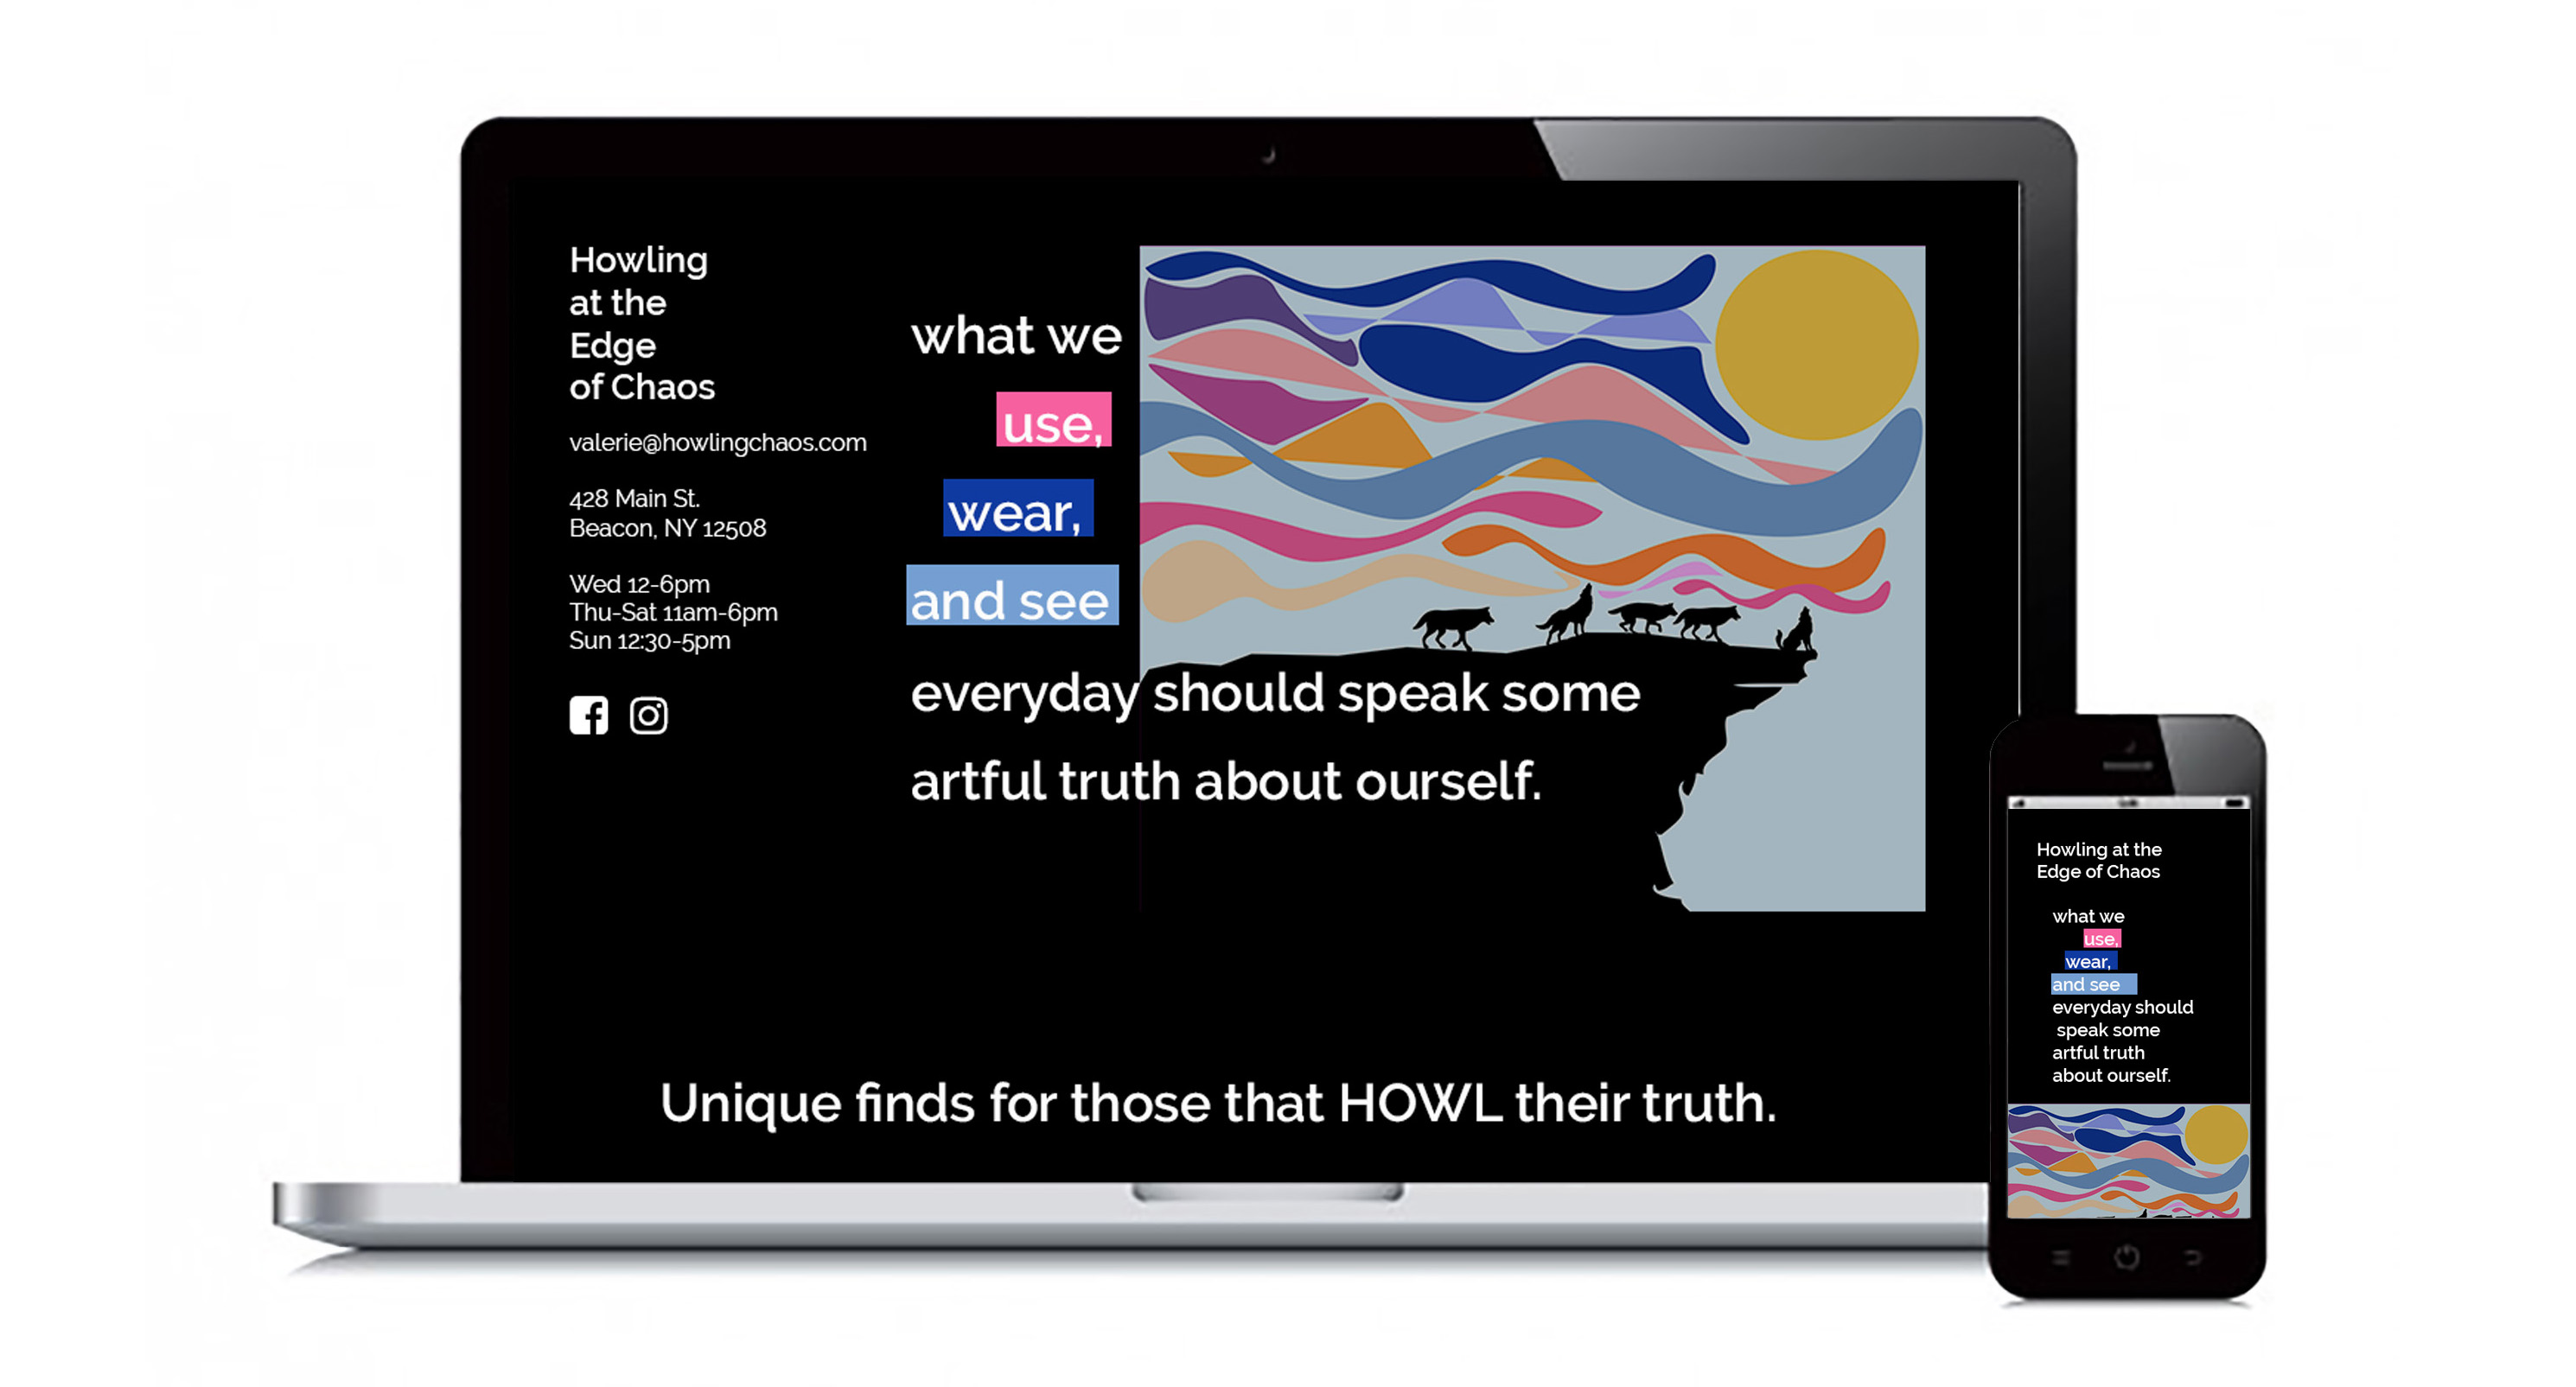 Howling
at the
Edge
of Chaos
valerie@howlingchaos.com
428 Main St.
Beacon, NY 12508
Wed 12-6pm
Thu-Sat 11am-6pm
Sun 12:30-5pm
what we
use,
wear,
and see
everyday should speak some
artful truth about ourself.
Unique finds for those that HOWL their truth.
Howling at the
Edge of Chaos
what we
use,
wear,
and see
everyday should
speak some
artful truth
about ourself.